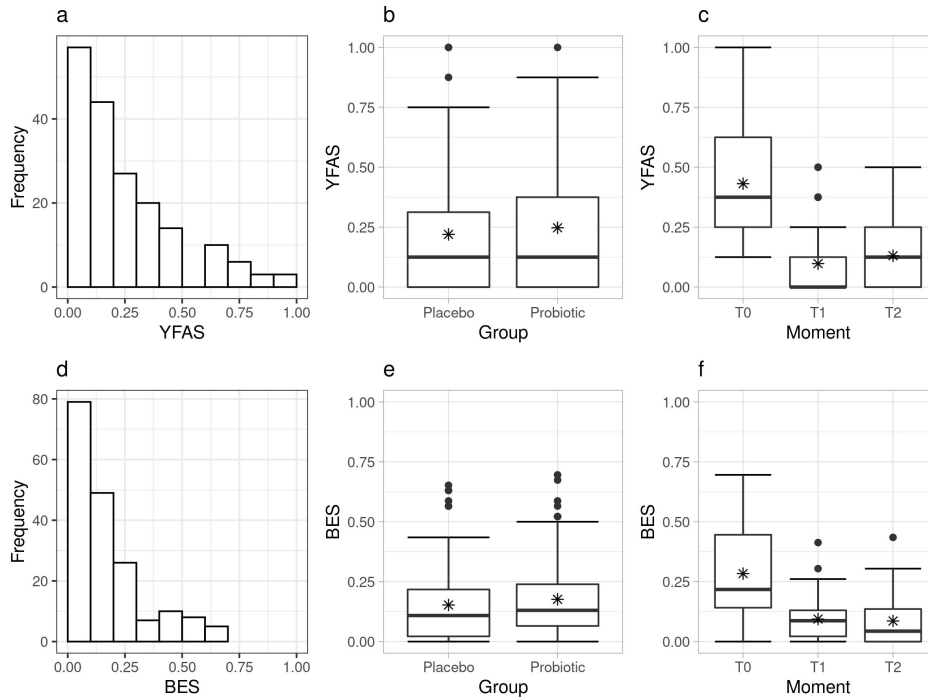 a
Frequency
40
20
0
0.00 0.25 0.50 0.75 1.00
YFAS
b
YFAS
1.00
0.75
0.50
0.25
0.00
Placebo Probiotic
Group
c
YFAS
1.00
0.75
0.50
0.25
0.00
T0 T1 T2
Moment
d
Frequency
80
60
40
20
0
0.00 0.25 0.50 0.75 1.00
BES
e
BES
1.00
0.75
0.50
0.25
0.00
Placebo Probiotic
Group
f
BES
1.00
0.75
0.50
0.25
0.00
T0 T1 T2
Moment